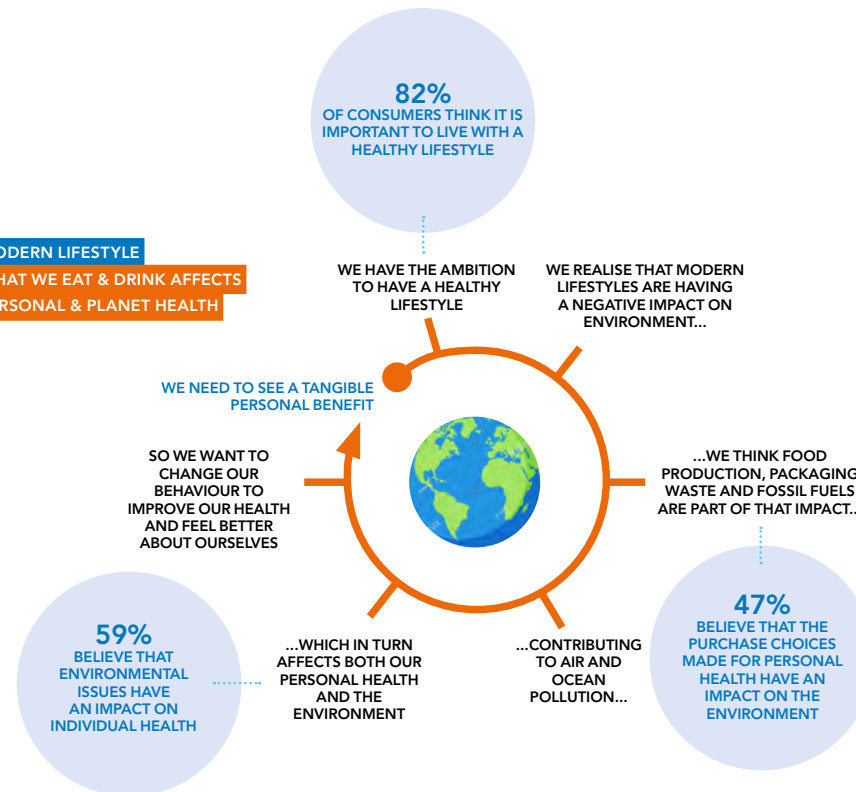 82%
OF CONSUMERS THINK IT IS
IMPORTANT TO LIVE WITH A
HEALTHY LIFESTYLE
ODERN LIFESTYLE
HAT WE EAT & DRINK AFFECTS
RSONAL & PLANET HEALTH
WE HAVE THE AMBITION
TO HAVE A HEALTHY
LIFESTYLE
WE REALISE THAT MODERN
LIFESTYLES ARE HAVING
A NEGATIVE IMPACT ON
ENVIRONMENT...
WE NEED TO SEE A TANGIBLE
PERSONAL BENEFIT
...WE THINK FOOD
PRODUCTION, PACKAGING
WASTE AND FOSSIL FUELS
ARE PART OF THAT IMPACT...
47%
BELIEVE THAT THE
PURCHASE CHOICES
MADE FOR PERSONAL
HEALTH HAVE AN
IMPACT ON THE
ENVIRONMENT
...CONTRIBUTING
TO AIR AND
OCEAN
POLLUTION...
...WHICH IN TURN
AFFECTS BOTH OUR
PERSONAL HEALTH
AND THE
ENVIRONMENT
59%
BELIEVE THAT
ENVIRONMENTAL
ISSUES HAVE
AN IMPACT ON
INDIVIDUAL HEALTH
SO WE WANT TO
CHANGE OUR
BEHAVIOUR TO
IMPROVE OUR HEALTH
AND FEEL BETTER
ABOUT OURSELVES